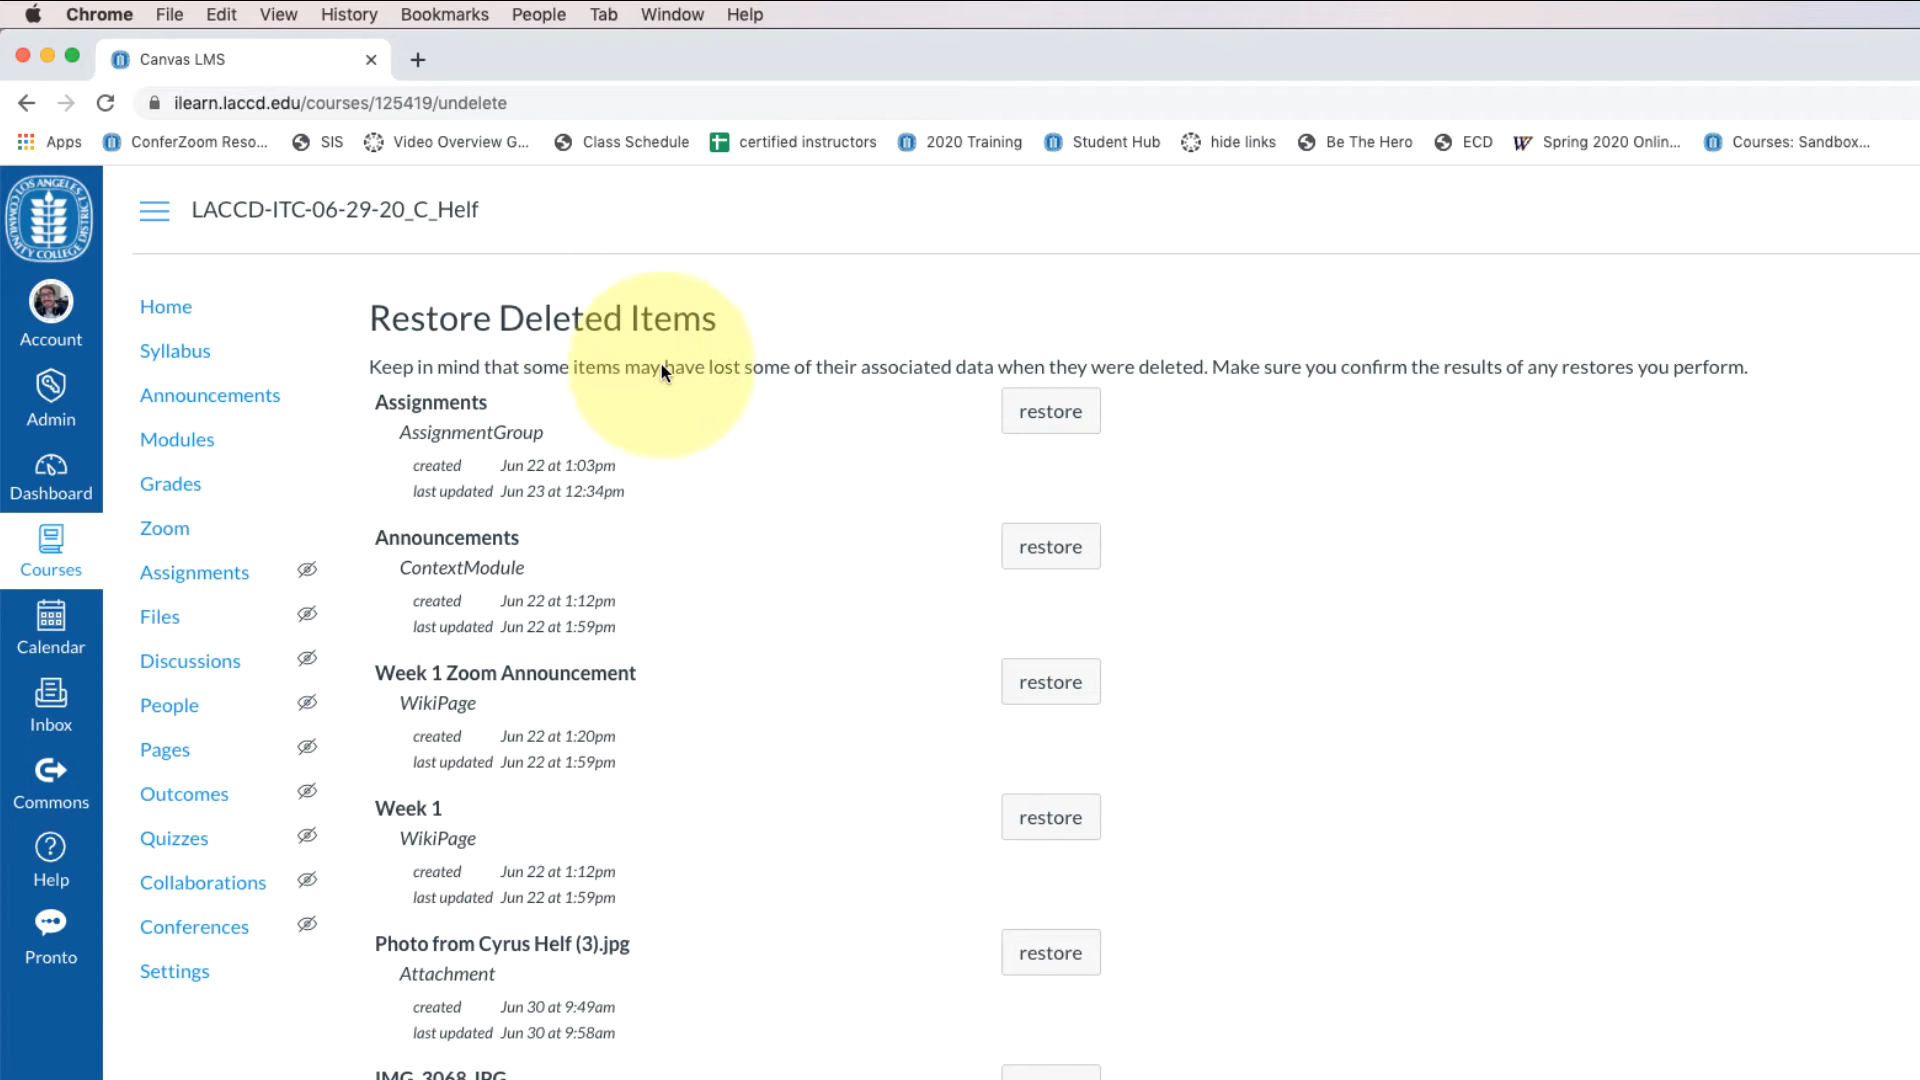 Chrome File Edit View History Bookmarks People Tab Window Help
Canvas LMS
ilearn.laccd.edu/courses/125419/undelete
Apps ConferZoom Reso... SIS Video Overview G... Class Schedule certified instructors 2020 Training Student Hub hide links Be The Hero ECD Spring 2020 Onlin... Courses: Sandbox...
LOS ANGELES
COMMUNITY COLLEGE DISTRICT
LACCD-ITC-06-29-20_C_Helf
Account
Admin
Dashboard
Courses
Calendar
Inbox
Commons
Help
Pronto
Home
Syllabus
Announcements
Modules
Grades
Zoom
Assignments
Files
Discussions
People
Pages
Outcomes
Quizzes
Collaborations
Conferences
Settings
Restore Deleted Items
Keep in mind that some items may have lost some of their associated data when they were deleted. Make sure you confirm the results of any restores you perform.
Assignments restore
AssignmentGroup
created Jun 22 at 1:03pm
last updated Jun 23 at 12:34pm
Announcements restore
ContextModule
created Jun 22 at 1:12pm
last updated Jun 22 at 1:59pm
Week 1 Zoom Announcement restore
WikiPage
created Jun 22 at 1:20pm
last updated Jun 22 at 1:59pm
Week 1 restore
WikiPage
created Jun 22 at 1:12pm
last updated Jun 22 at 1:59pm
Photo from Cyrus Helf (3).jpg restore
Attachment
created Jun 30 at 9:49am
last updated Jun 30 at 9:58am
IMG_3068.JPG